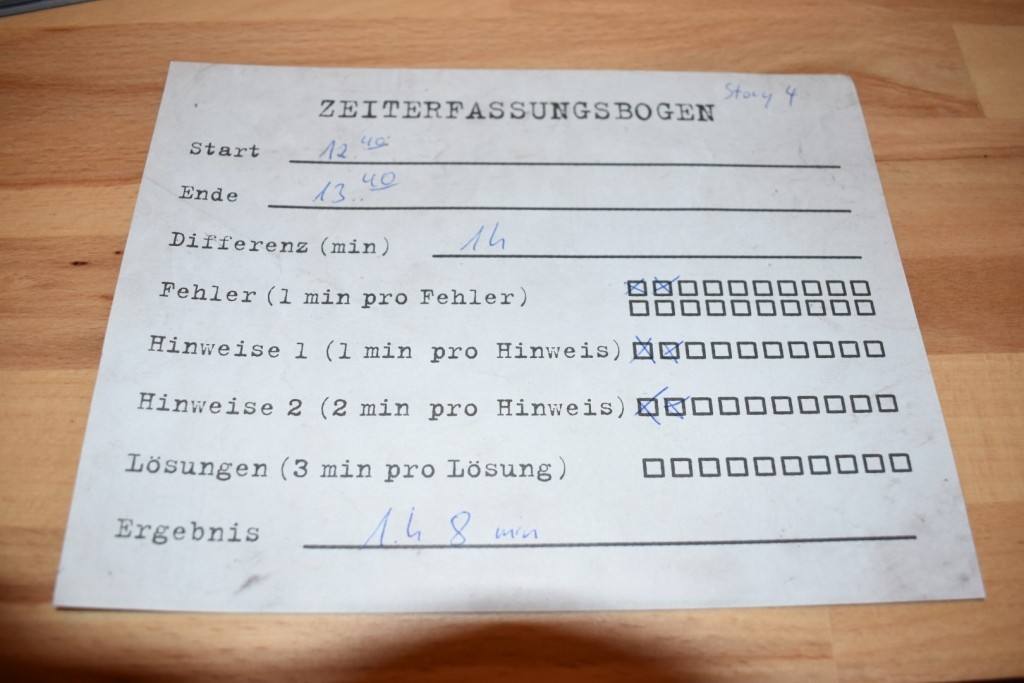 Story 4
ZEITERFASSUNGSBOGEN
Start 12.40
Ende 13.40
Differenz (min) 1h
Fehler (1 min pro Fehler)
Hinweise 1 (1 min pro Hinweis)
Hinweise 2 (2 min pro Hinweis)
Lösungen (3 min pro Lösung)
Ergebnis 1.h 8 min